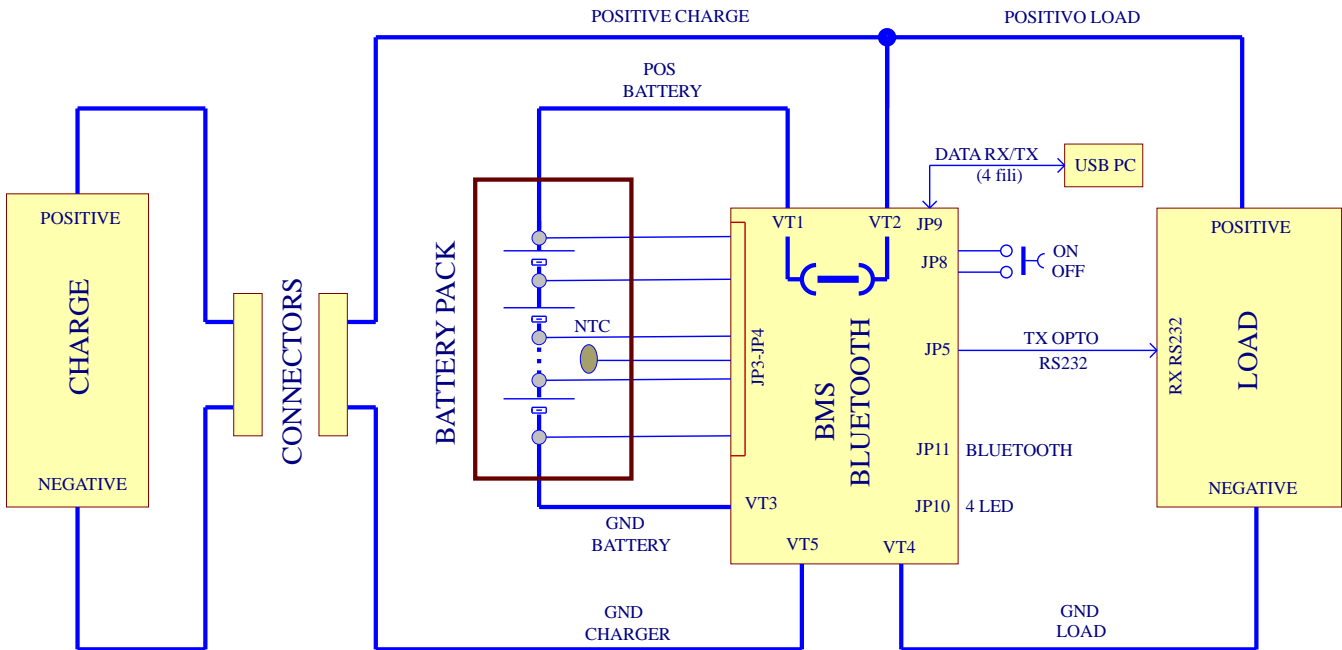 POSITIVE CHARGE
POSITIVO LOAD
POS
BATTERY
DATA RX/TX
(4 fili)
USB PC
POSITIVE
CHARGE
NEGATIVE
CONNECTORS
BATTERY PACK
NTC
VT1
VT2
JP9
JP8
ON
OFF
JP3-JP4
BMS
BLUETOOTH
JP5
TX OPTO
RS232
JP11
BLUETOOTH
JP10
4 LED
VT3
VT5
VT4
POSITIVE
RX RS232
LOAD
NEGATIVE
GND
BATTERY
GND
CHARGER
GND
LOAD